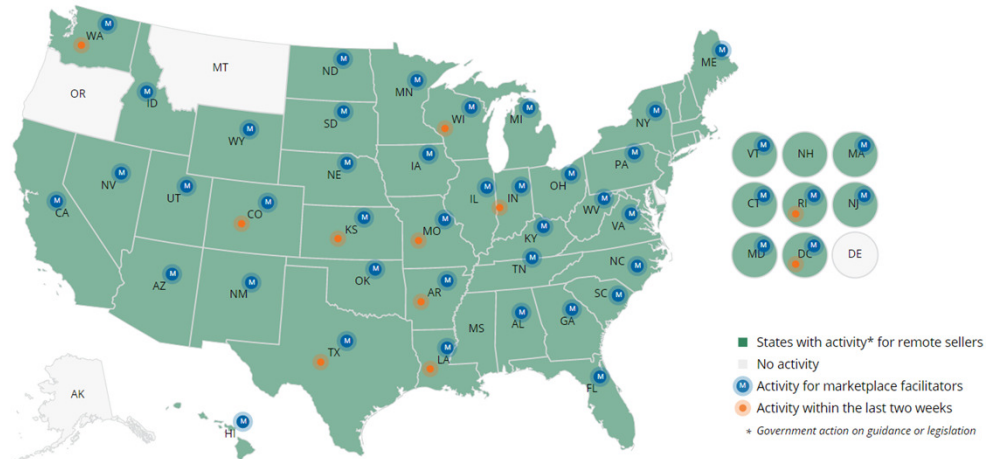 WA M
MT
ND M
MN M
ME M
OR
ID M
SD M
WI M
MI M
NY M
WY M
IA M
PA M
NV M
UT M
NE M
IL M
IN M
OH M
CA M
CO M
KS M
MO M
WV M
VA M
KY M
AZ M
NM M
OK M
AR M
TN M
NC M
SC M
MS
AL M
GA M
TX M
LA M
FL M
AK
HI M
VT M NH MA M
CT M RI M NJ M
MD M DC M DE
States with activity* for remote sellers
No activity
M Activity for marketplace facilitators
Activity within the last two weeks
* Government action on guidance or legislation